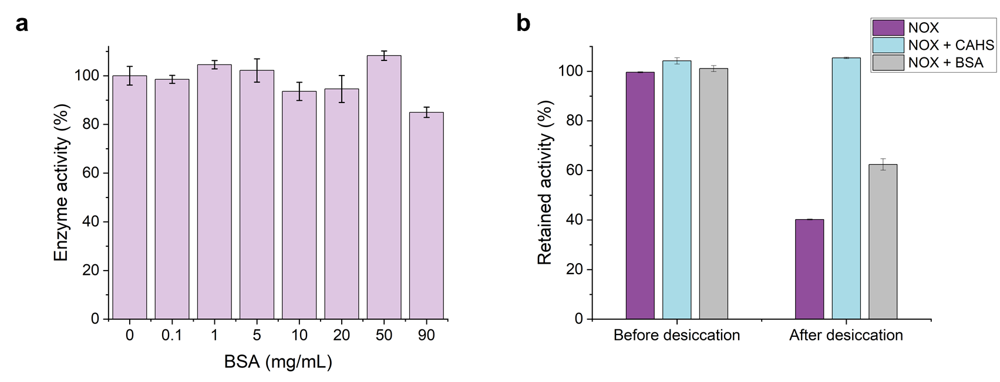 a
Enzyme activity (%)
100
80
60
40
20
0
0 0.1 1 5 10 20 50 90
BSA (mg/mL)
b
NOX
NOX + CAHS
NOX + BSA
Retained activity (%)
100
80
60
40
20
0
Before desiccation After desiccation